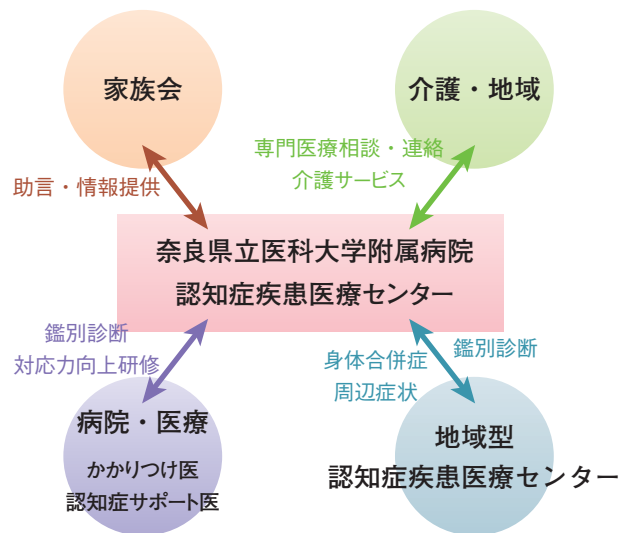 家族会
介護・地域
専門医療相談・連絡
介護サービス
助言・情報提供
奈良県立医科大学附属病院
認知症疾患医療センター
鑑別診断
対応力向上研修
鑑別診断
身体合併症
周辺症状
病院・医療
かかりつけ医
認知症サポート医
地域型
認知症疾患医療センター